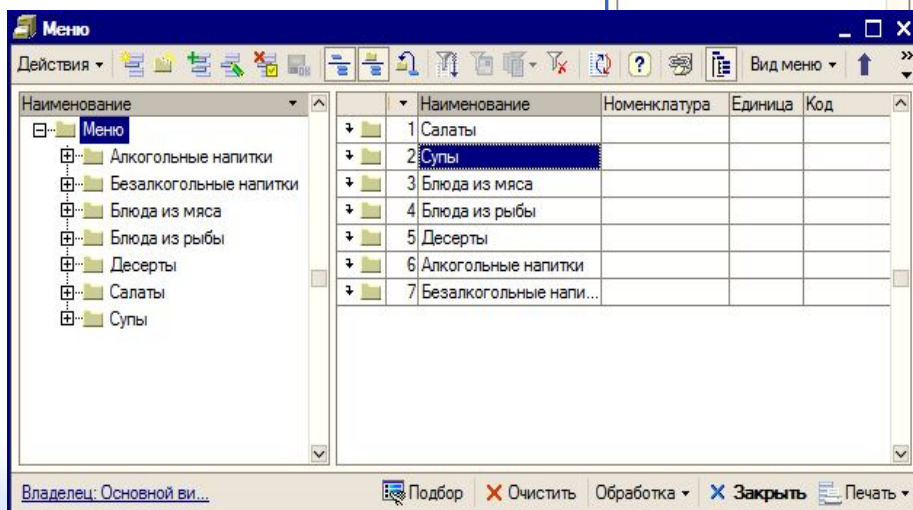 Меню
Действия Вид меню
Наименование
Меню
Алкогольные напитки
Безалкогольные напитки
Блюда из мяса
Блюда из рыбы
Десерты
Салаты
Супы
Наименование Номенклатура Единица Код
1 Салаты
2 Супы
3 Блюда из мяса
4 Блюда из рыбы
5 Десерты
6 Алкогольные напитки
7 Безалкогольные напи...
Владелец: Основной ви... Подбор Очистить Обработка Закрыть Печать